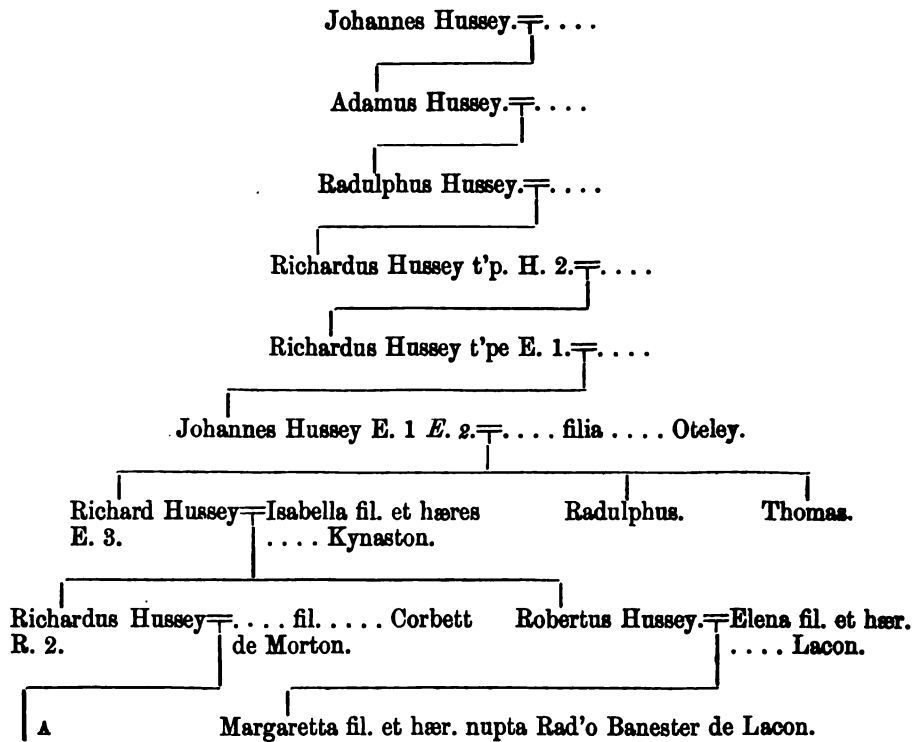 Johannes Hussey.=. . . .
Adamus Hussey.=. . . .
Radulphus Hussey.=. . . .
Richardus Hussey t'p. H. 2.=. . . .
Richardus Hussey t'pe E. 1.=. . . .
Johannes Hussey E. 1 E. 2.=. . . . filia . . . . Oteley.
Richard Hussey=Isabella fil. et hæres Radulphus. Thomas.
E. 3. . . . . Kynaston.
Richardus Hussey=. . . . fil. . . . . Corbett Robertus Hussey.=Elena fil. et hær.
R. 2. de Morton. . . . . Lacon.
A Margaretta fil. et hær. nupta Rad'o Banester de Lacon.